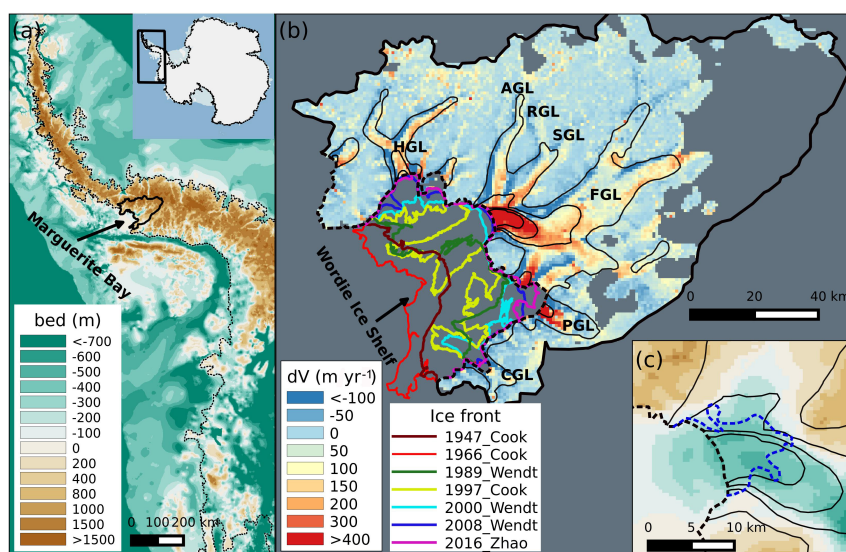 (a)
Marguerite Bay
bed (m)
<-700
-600
-500
-400
-300
-200
-100
0
200
400
800
1000
1500
>1500
0 100 200 km
(b)
AGL
RGL
SGL
HGL
FGL
PGL
CGL
Wordie Ice Shelf
0 20 40 km
dV (m yr⁻¹)
<-100
-50
0
50
100
150
200
300
>400
Ice front
1947_Cook
1966_Cook
1989_Wendt
1997_Cook
2000_Wendt
2008_Wendt
2016_Zhao
(c)
0 5 10 km